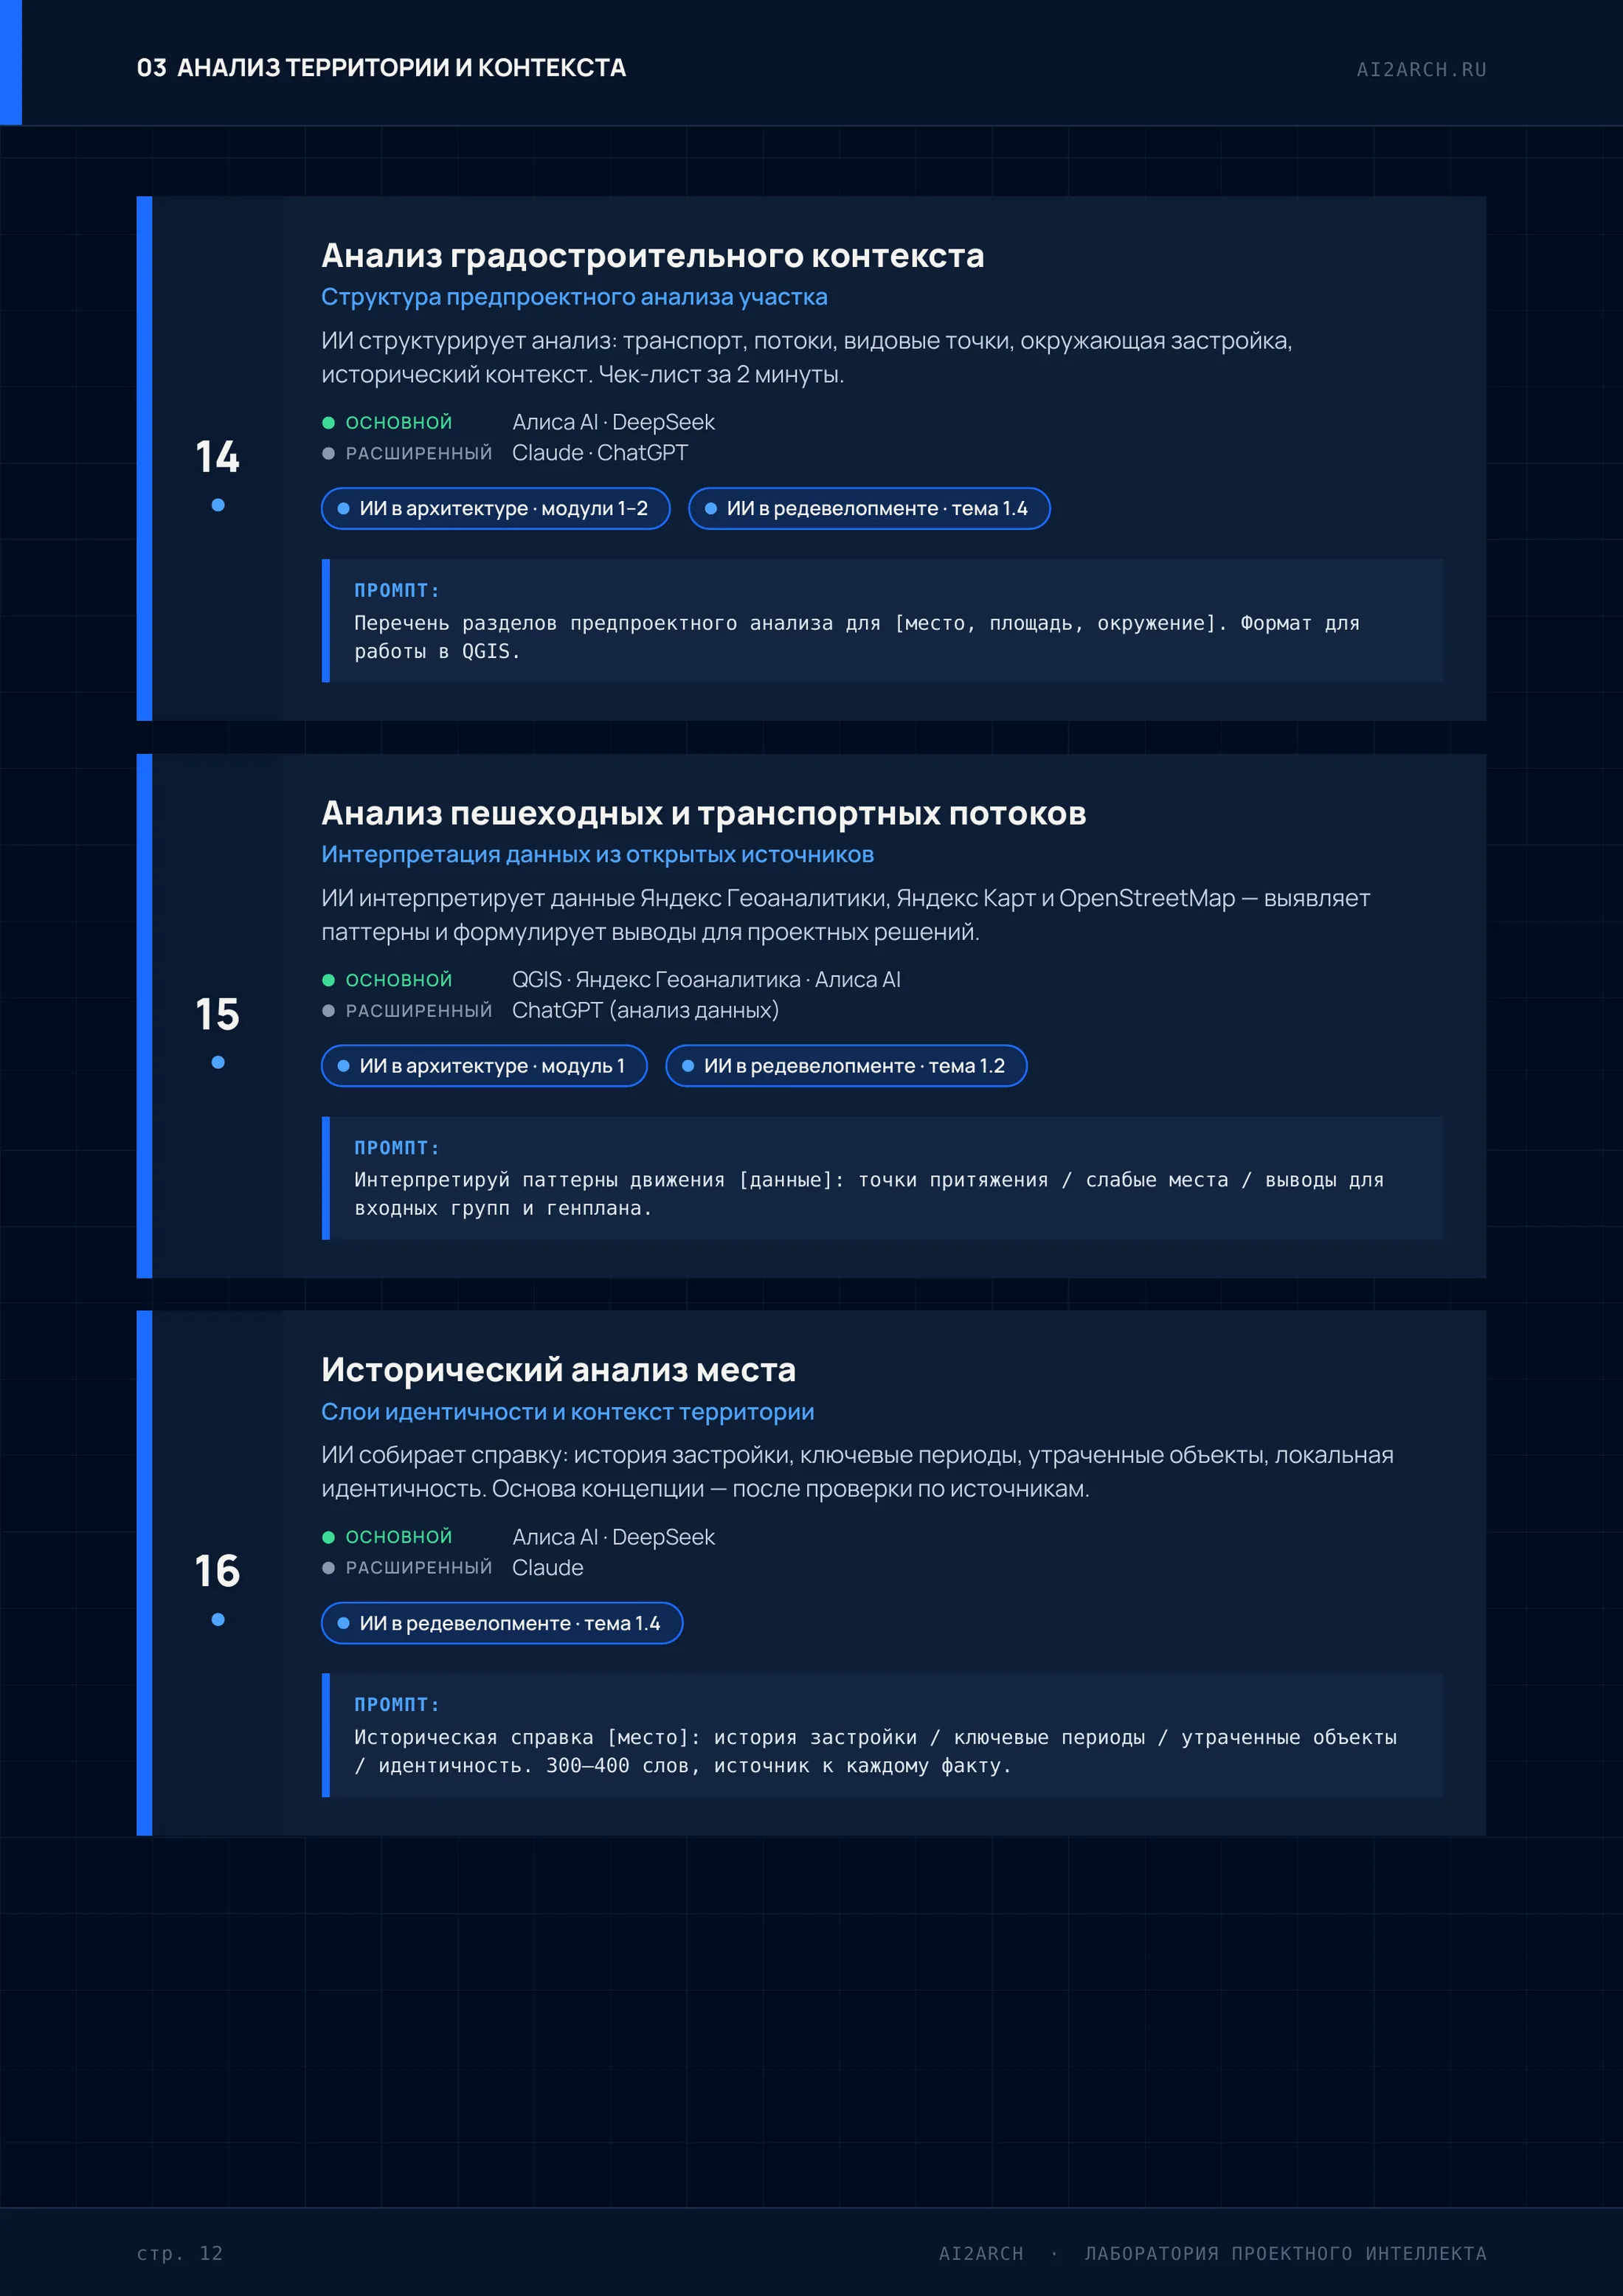 03 АНАЛИЗ ТЕРРИТОРИИ И КОНТЕКСТА
AI2ARCH.RU
14
Анализ градостроительного контекста
Структура предпроектного анализа участка
ИИ структурирует анализ: транспорт, потоки, видовые точки, окружающая застройка,
исторический контекст. Чек-лист за 2 минуты.
ОСНОВНОЙ Алиса AI · DeepSeek
РАСШИРЕННЫЙ Claude · ChatGPT
ИИ в архитектуре · модули 1–2
ИИ в редевелопменте · тема 1.4
ПРОМПТ:
Перечень разделов предпроектного анализа для [место, площадь, окружение]. Формат для
работы в QGIS.
15
Анализ пешеходных и транспортных потоков
Интерпретация данных из открытых источников
ИИ интерпретирует данные Яндекс Геоаналитики, Яндекс Карт и OpenStreetMap — выявляет
паттерны и формулирует выводы для проектных решений.
ОСНОВНОЙ QGIS · Яндекс Геоаналитика · Алиса AI
РАСШИРЕННЫЙ ChatGPT (анализ данных)
ИИ в архитектуре · модуль 1
ИИ в редевелопменте · тема 1.2
ПРОМПТ:
Интерпретируй паттерны движения [данные]: точки притяжения / слабые места / выводы для
входных групп и генплана.
16
Исторический анализ места
Слои идентичности и контекст территории
ИИ собирает справку: история застройки, ключевые периоды, утраченные объекты, локальная
идентичность. Основа концепции — после проверки по источникам.
ОСНОВНОЙ Алиса AI · DeepSeek
РАСШИРЕННЫЙ Claude
ИИ в редевелопменте · тема 1.4
ПРОМПТ:
Историческая справка [место]: история застройки / ключевые периоды / утраченные объекты
/ идентичность. 300–400 слов, источник к каждому факту.
стр. 12
AI2ARCH · ЛАБОРАТОРИЯ ПРОЕКТНОГО ИНТЕЛЛЕКТА